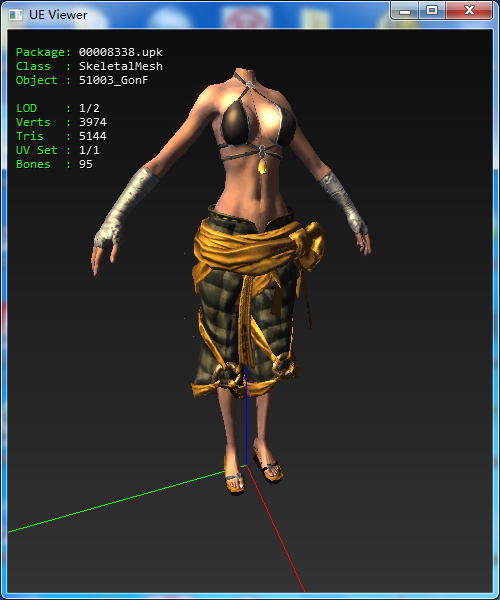 UE Viewer
Package: 00008338.upk
Class  : SkeletalMesh
Object : 51003_GonF
LOD    : 1/2
Verts  : 3974
Tris   : 5144
UV Set : 1/1
Bones  : 95